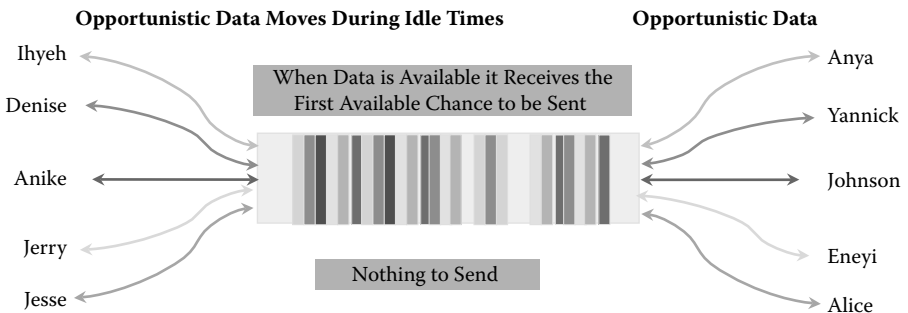 Opportunistic Data Moves During Idle Times
Opportunistic Data
Ihyeh
Denise
Anike
Jerry
Jesse
When Data is Available it Receives the
First Available Chance to be Sent
Nothing to Send
Anya
Yannick
Johnson
Eneyi
Alice